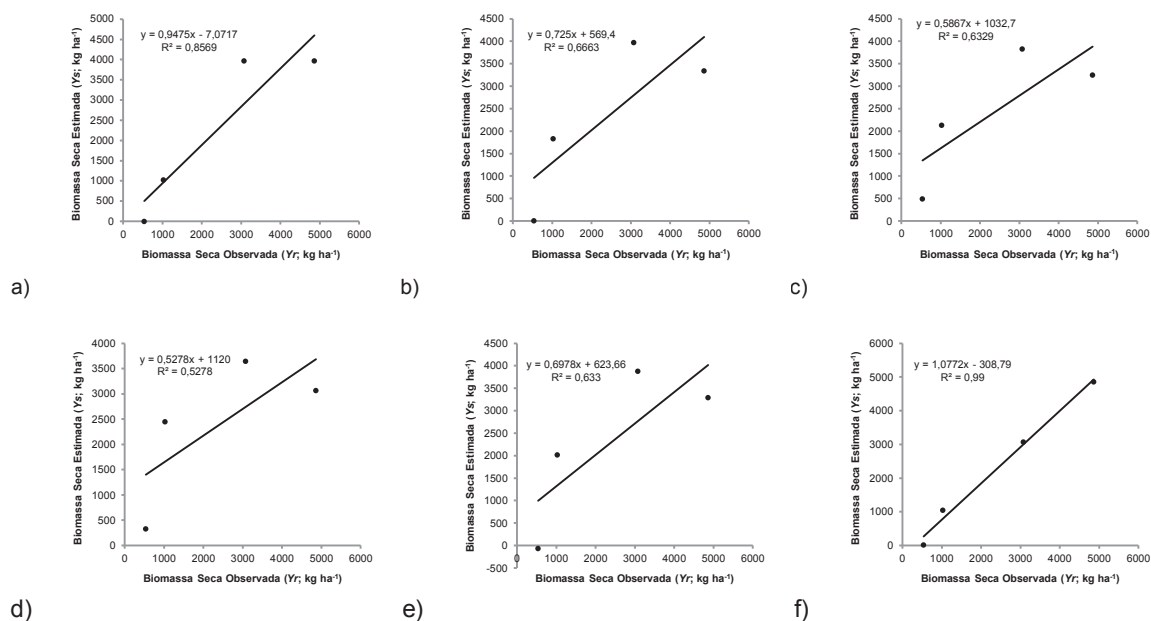 y = 0,9475x - 7,0717
R² = 0,8569
Biomassa Seca Estimada (Ys; kg ha⁻¹)
5000
4500
4000
3500
3000
2500
2000
1500
1000
500
0
0 1000 2000 3000 4000 5000 6000
Biomassa Seca Observada (Yr; kg ha⁻¹)
a)
y = 0,725x + 569,4
R² = 0,6663
Biomassa Seca Estimada (Ys; kg ha⁻¹)
4500
4000
3500
3000
2500
2000
1500
1000
500
0
0 1000 2000 3000 4000 5000 6000
Biomassa Seca Observada (Yr; kg ha⁻¹)
b)
y = 0,5867x + 1032,7
R² = 0,6329
Biomassa Seca Estimada (Ys; kg ha⁻¹)
4500
4000
3500
3000
2500
2000
1500
1000
500
0
0 1000 2000 3000 4000 5000 6000
Biomassa Seca Observada (Yr; kg ha⁻¹)
c)
y = 0,5278x + 1120
R² = 0,5278
Biomassa Seca Estimada (Ys; kg ha⁻¹)
4000
3500
3000
2500
2000
1500
1000
500
0
0 1000 2000 3000 4000 5000 6000
Biomassa Seca Observada (Yr; kg ha⁻¹)
d)
y = 0,6978x + 623,66
R² = 0,633
Biomassa Seca Estimada (Ys; kg ha⁻¹)
4500
4000
3500
3000
2500
2000
1500
1000
500
0
-500
0 1000 2000 3000 4000 5000 6000
Biomassa Seca Observada (Yr; kg ha⁻¹)
e)
y = 1,0772x - 308,79
R² = 0,99
Biomassa Seca Estimada (Ys; kg ha⁻¹)
6000
5000
4000
3000
2000
1000
0
0 1000 2000 3000 4000 5000 6000
Biomassa Seca Observada (Yr; kg ha⁻¹)
f)